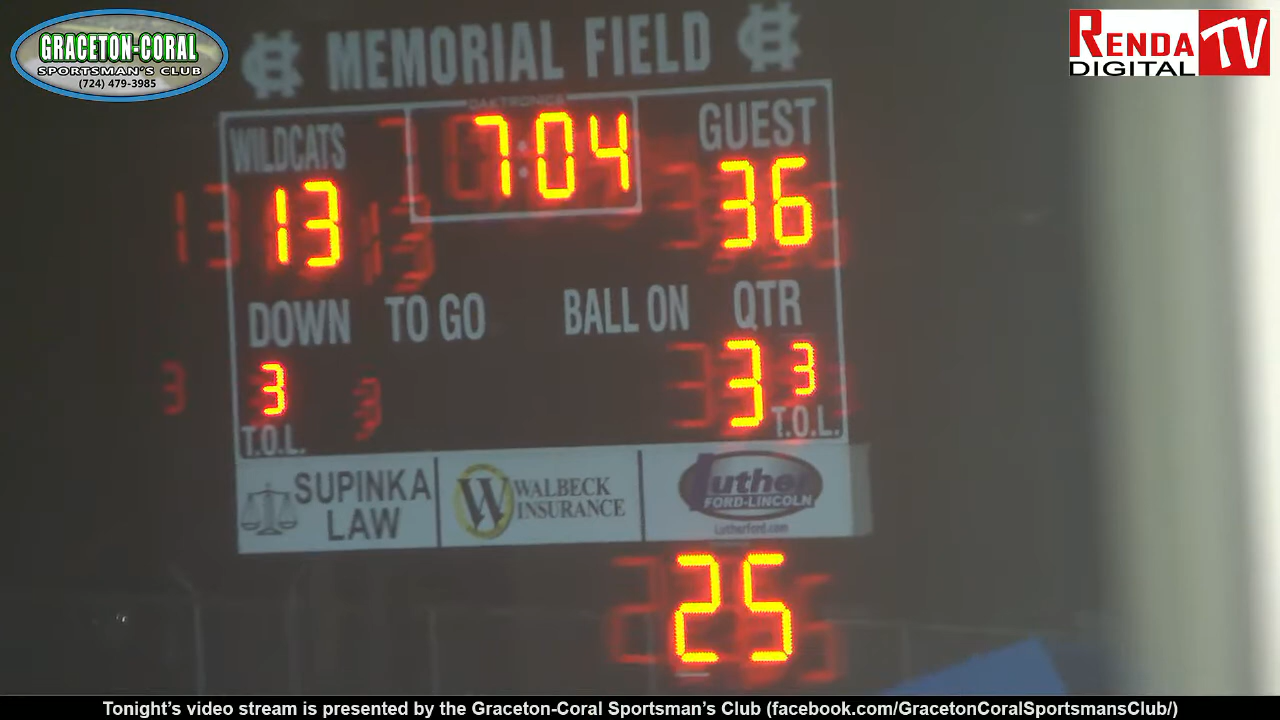 GRACETON-CORAL
SPORTSMAN'S CLUB
(724) 479-3985
RENDA TV
DIGITAL
MEMORIAL FIELD
DAKTRONICS
WILDCATS
7:04
GUEST
13
36
DOWN TO GO BALL ON QTR
3
3
3
T.O.L.
T.O.L.
SUPINKA
LAW
W WALBECK
INSURANCE
Luther
FORD-LINCOLN
Lutherford.com
25
Tonight's video stream is presented by the Graceton-Coral Sportsman's Club (facebook.com/GracetonCoralSportsmansClub/)